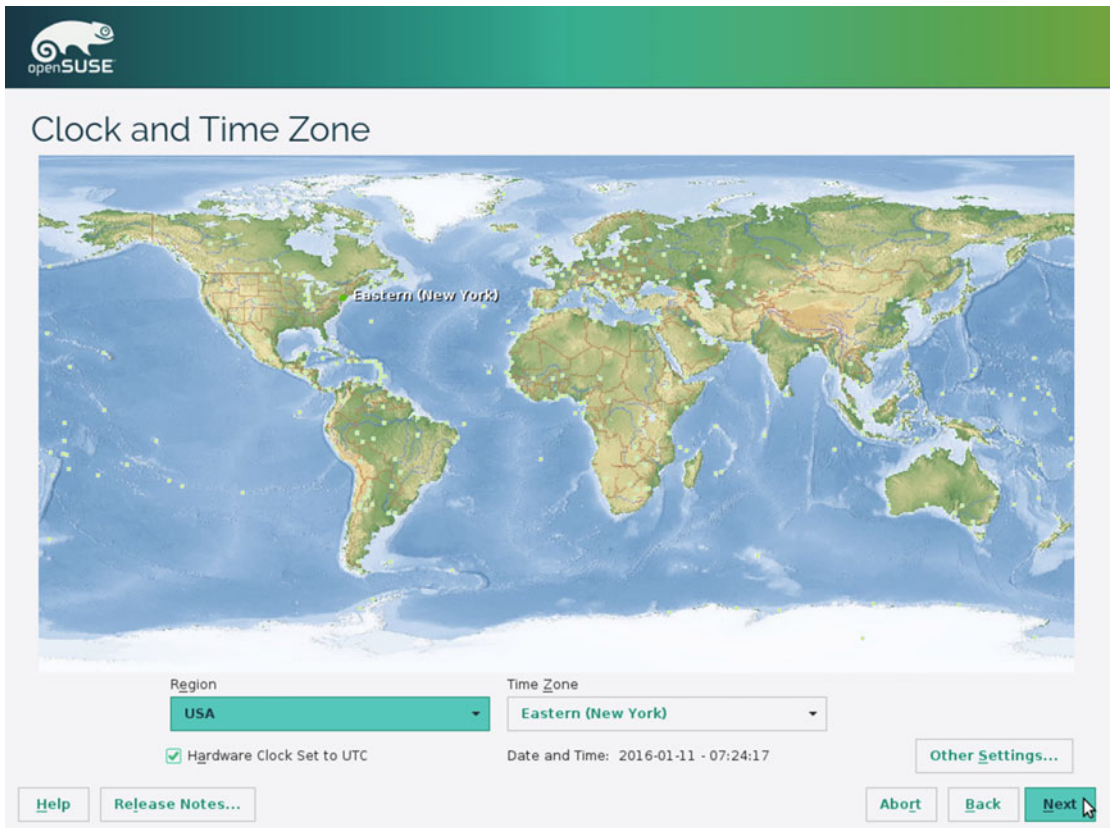 openSUSE
Clock and Time Zone
Eastern (New York)
Region
Time Zone
USA
Eastern (New York)
Hardware Clock Set to UTC
Date and Time: 2016-01-11 - 07:24:17
Other Settings...
Help
Release Notes...
Abort
Back
Next